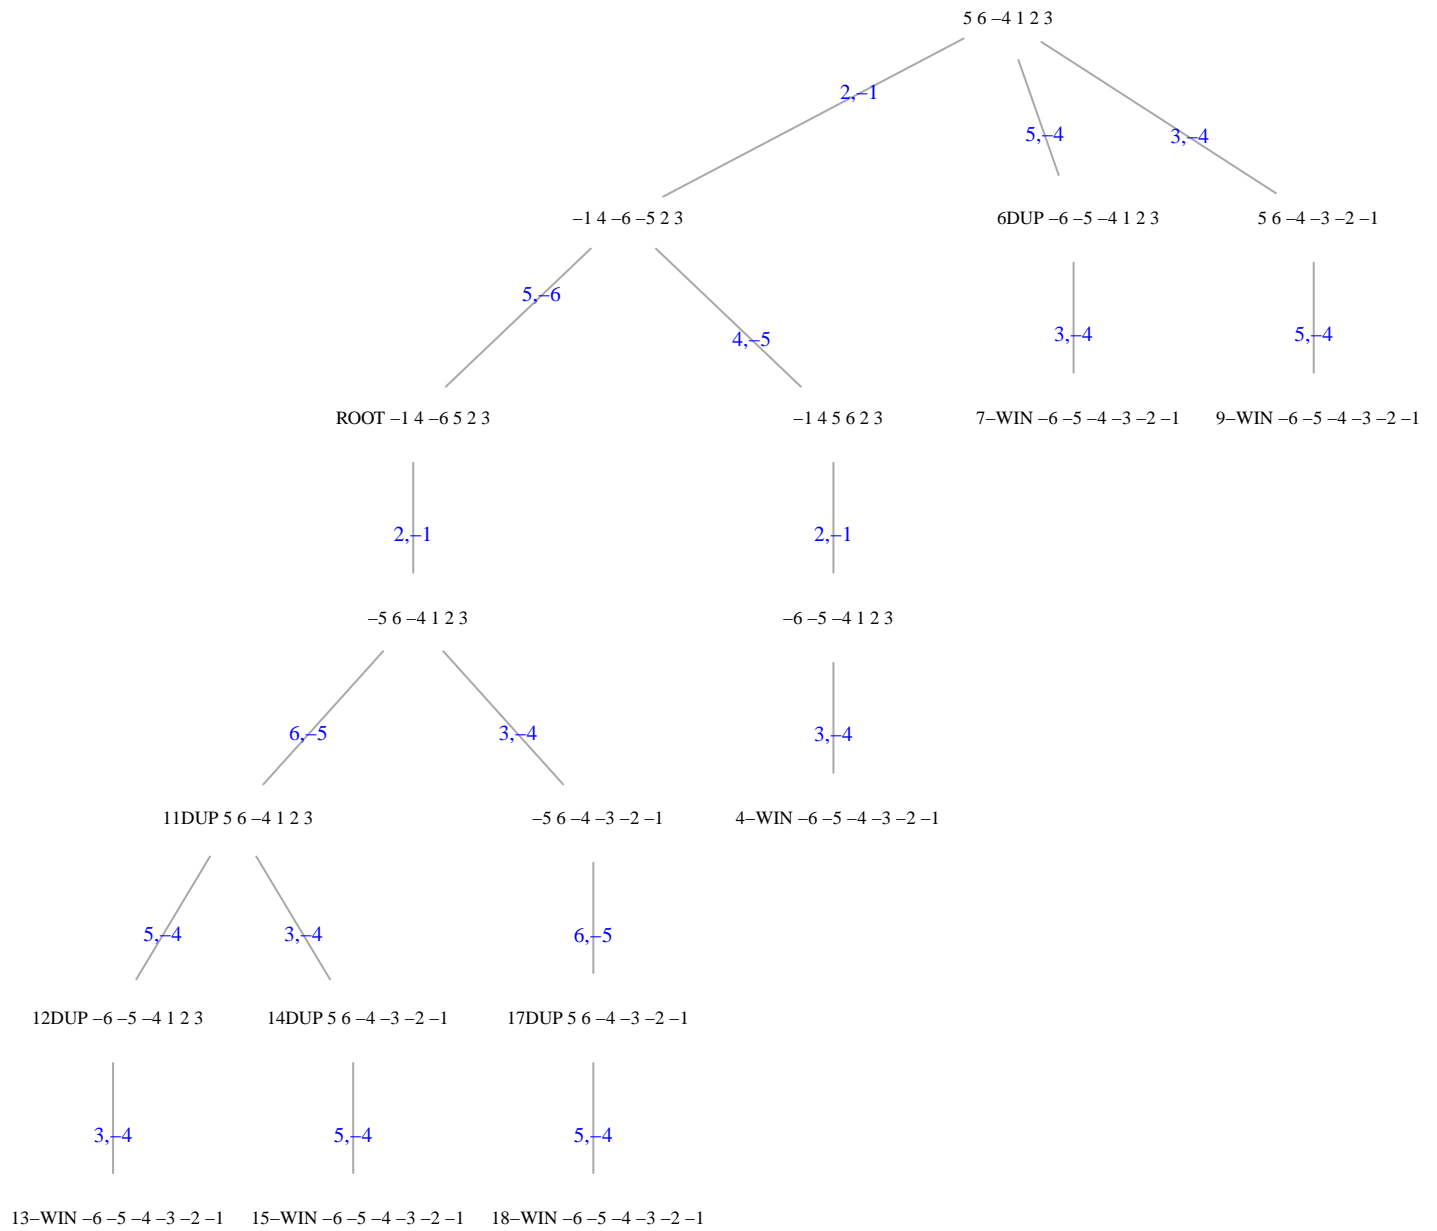 5 6 –4 1 2 3
2,–1
5,–4
3,–4
–1 4 –6 –5 2 3
6DUP –6 –5 –4 1 2 3
5 6 –4 –3 –2 –1
5,–6
4,–5
3,–4
5,–4
ROOT –1 4 –6 5 2 3
–1 4 5 6 2 3
7–WIN –6 –5 –4 –3 –2 –1
9–WIN –6 –5 –4 –3 –2 –1
2,–1
2,–1
–5 6 –4 1 2 3
–6 –5 –4 1 2 3
6,–5
3,–4
3,–4
11DUP 5 6 –4 1 2 3
–5 6 –4 –3 –2 –1
4–WIN –6 –5 –4 –3 –2 –1
5,–4
3,–4
6,–5
12DUP –6 –5 –4 1 2 3
14DUP 5 6 –4 –3 –2 –1
17DUP 5 6 –4 –3 –2 –1
3,–4
5,–4
5,–4
13–WIN –6 –5 –4 –3 –2 –1
15–WIN –6 –5 –4 –3 –2 –1
18–WIN –6 –5 –4 –3 –2 –1